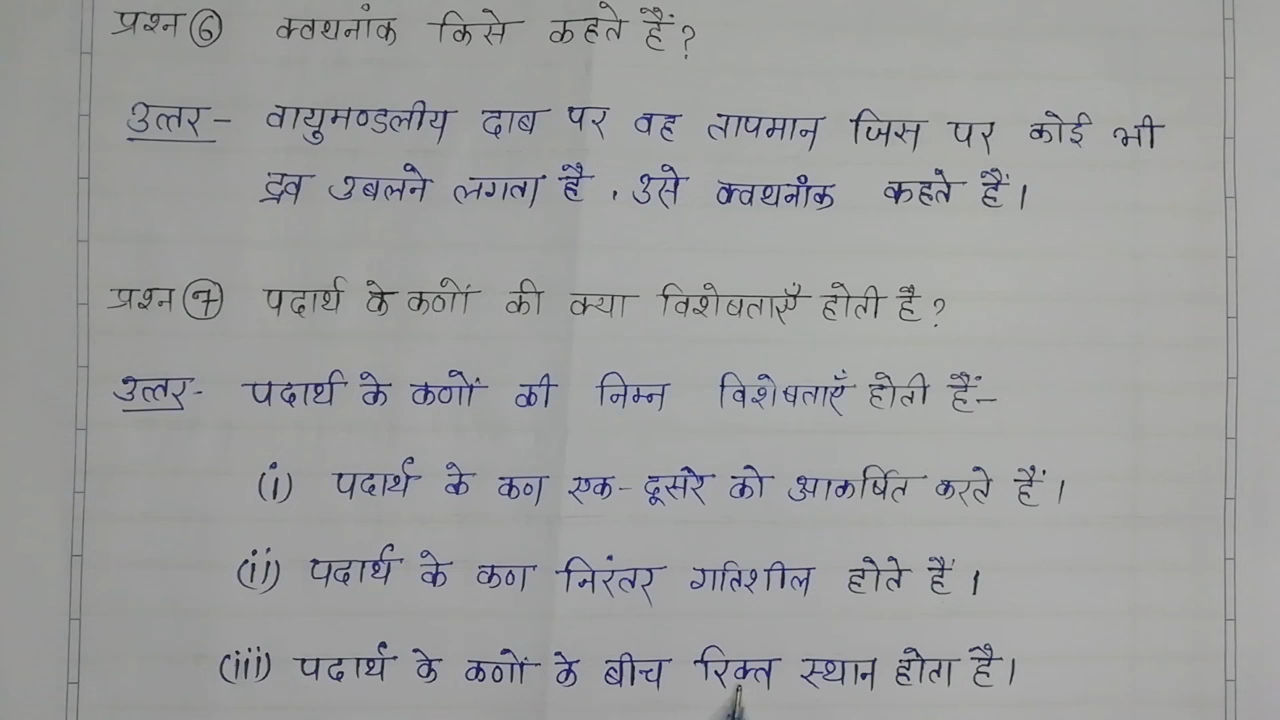 प्रश्न ⑥ क्वथनांक किसे कहते हैं?
उत्तर - वायुमण्डलीय दाब पर वह तापमान जिस पर कोई भी
द्रव उबलने लगता है, उसे क्वथनांक कहते हैं।
प्रश्न ⑦ पदार्थ के कणों की क्या विशेषताएँ होती है?
उत्तर - पदार्थ के कणों की निम्न विशेषताएँ होती हैं-
(i) पदार्थ के कण एक-दूसरे को आकर्षित करते हैं।
(ii) पदार्थ के कण निरंतर गतिशील होते हैं।
(iii) पदार्थ के कणों के बीच रिक्त स्थान होता है।